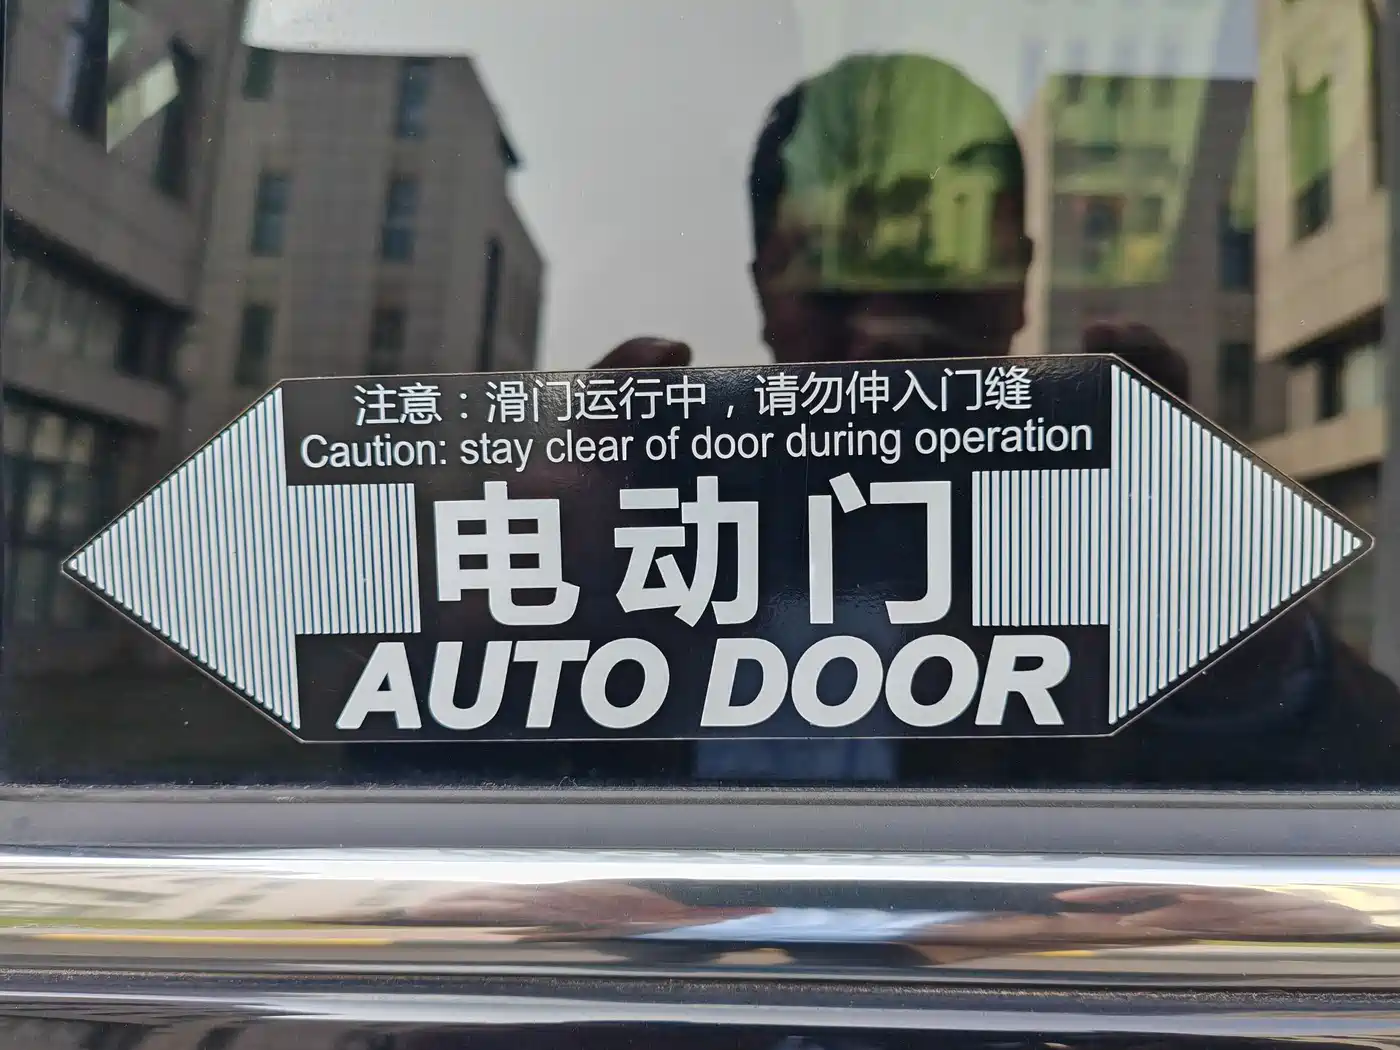 注意：滑门运行中，请勿伸入门缝
Caution: stay clear of door during operation
电动门
AUTO DOOR